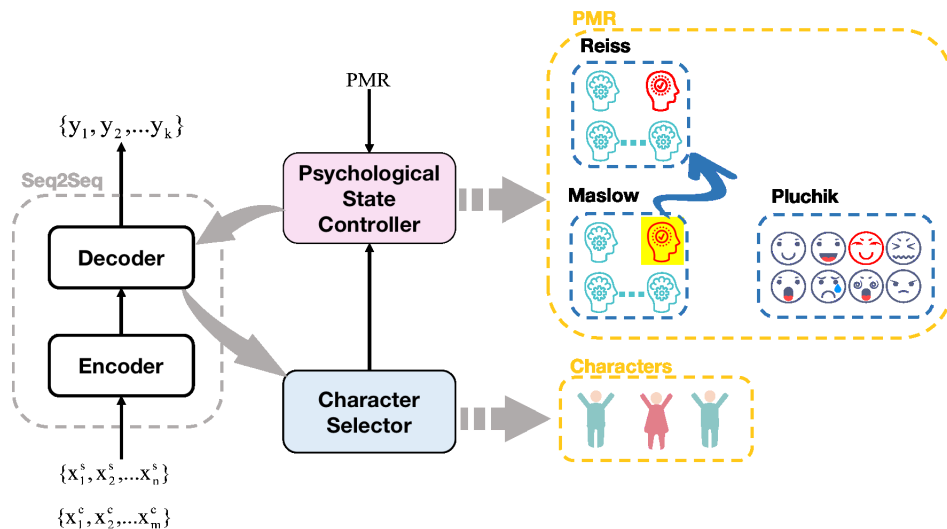 PMR
Reiss
PMR
{y₁, y₂, ...yₖ}
Seq2Seq
Psychological
State
Controller
Maslow
Pluchik
Decoder
Encoder
Characters
Character
Selector
{x₁ˢ, x₂ˢ, ...xₙˢ}
{x₁ᶜ, x₂ᶜ, ...xₘᶜ}